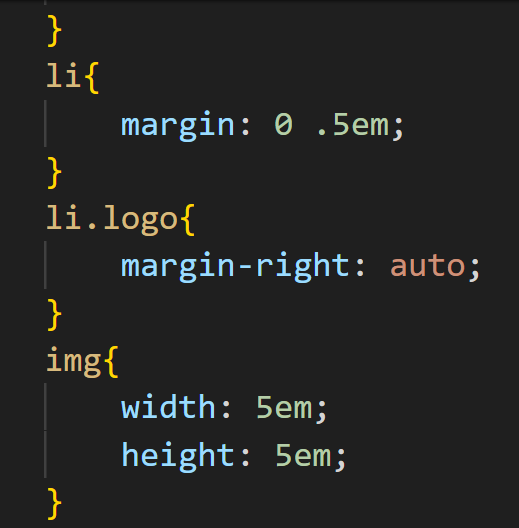 }
li{
    margin: 0 .5em;
}
li.logo{
    margin-right: auto;
}
img{
    width: 5em;
    height: 5em;
}